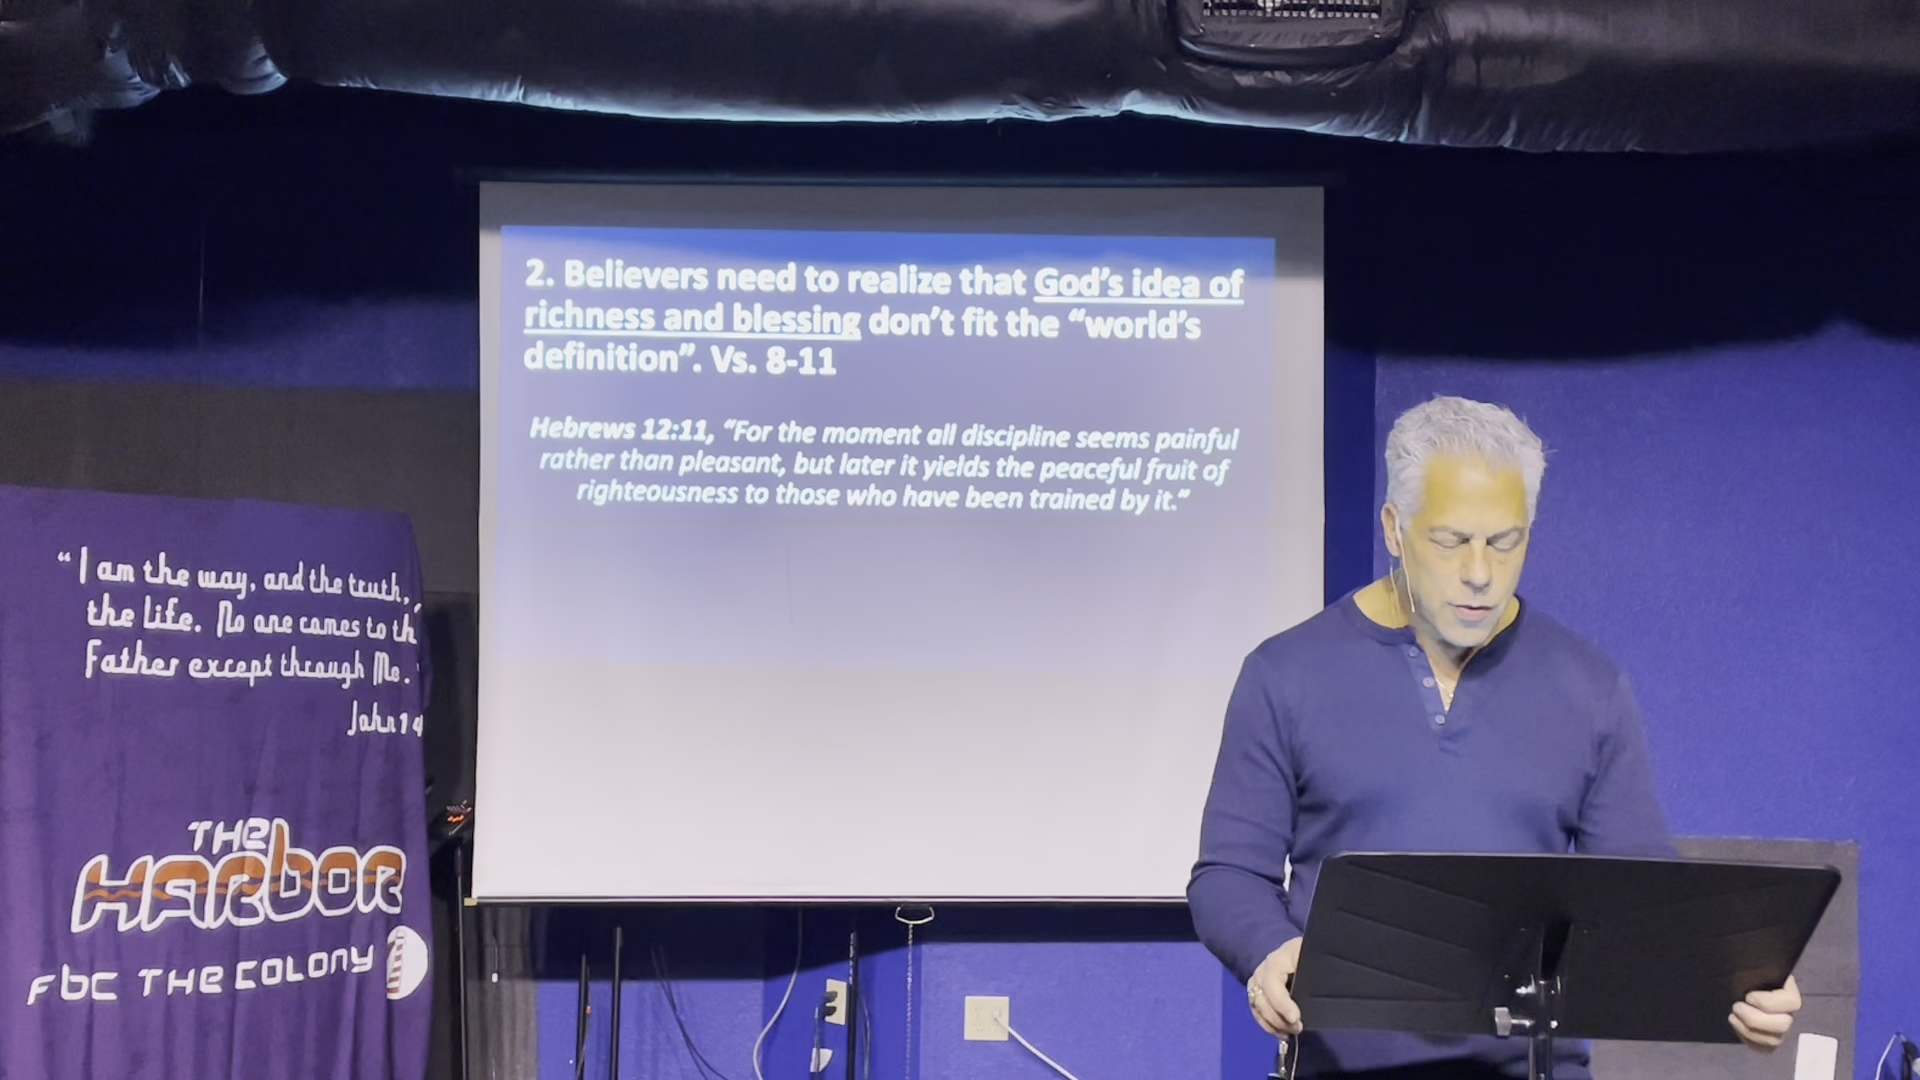 2. Believers need to realize that God's idea of
richness and blessing don't fit the "world's
definition". Vs. 8-11
Hebrews 12:11, "For the moment all discipline seems painful
rather than pleasant, but later it yields the peaceful fruit of
righteousness to those who have been trained by it."
"I am the way, and the truth,
the life. No one comes to th
Father except through Me.
John 14
THE
HARbOR
FbC THE COLONY